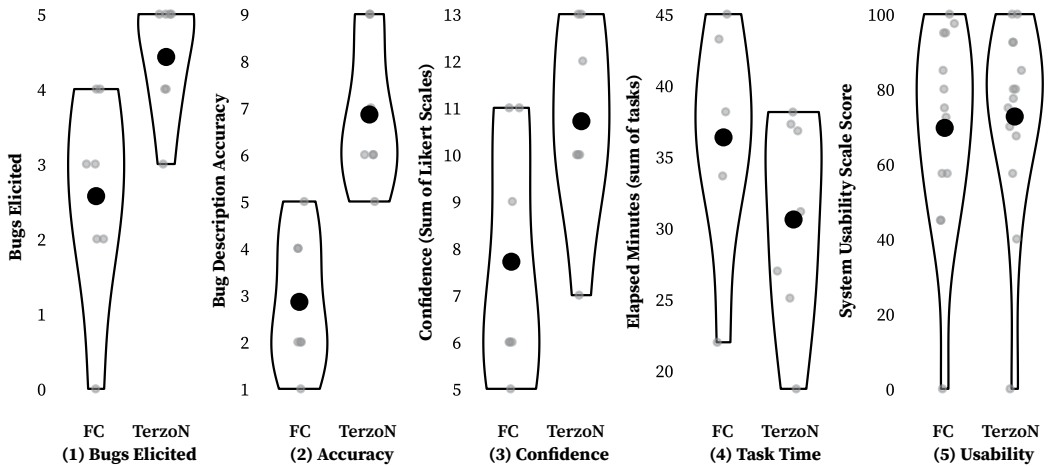 Bugs Elicited
5
4
3
2
1
0
FC TerzoN
(1) Bugs Elicited
Bug Description Accuracy
9
8
7
6
5
4
3
2
1
FC TerzoN
(2) Accuracy
Confidence (Sum of Likert Scales)
13
12
11
10
9
8
7
6
5
FC TerzoN
(3) Confidence
Elapsed Minutes (sum of tasks)
45
40
35
30
25
20
FC TerzoN
(4) Task Time
System Usability Scale Score
100
80
60
40
20
0
FC TerzoN
(5) Usability